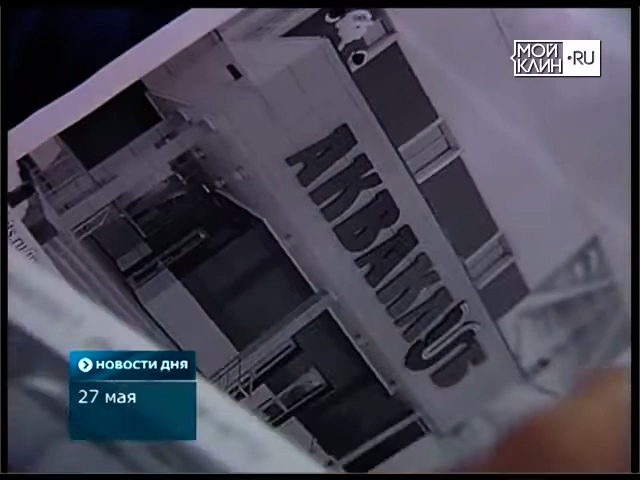 МОЙ
КЛИН
.RU
АКВАКЛУБ
НОВОСТИ ДНЯ
27 мая